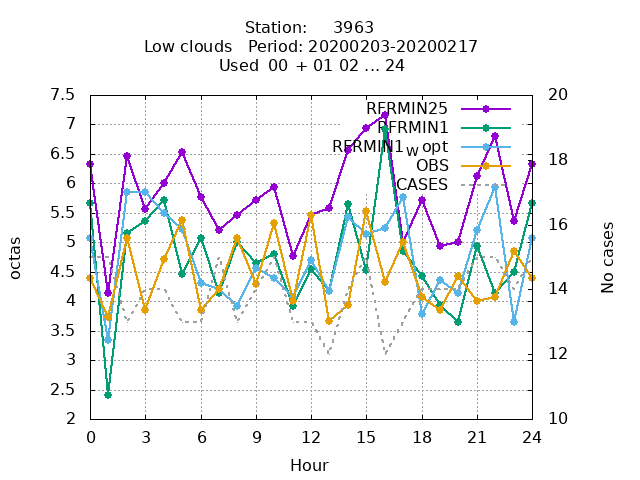 Station:     3963
Low clouds   Period: 20200203-20200217
Used  00  + 01 02 ... 24
RFRMIN25
RFRMIN1
RFRMIN1_W opt
OBS
CASES
octas
7.5
7
6.5
6
5.5
5
4.5
4
3.5
3
2.5
2
No cases
20
18
16
14
12
10
0 3 6 9 12 15 18 21 24
Hour